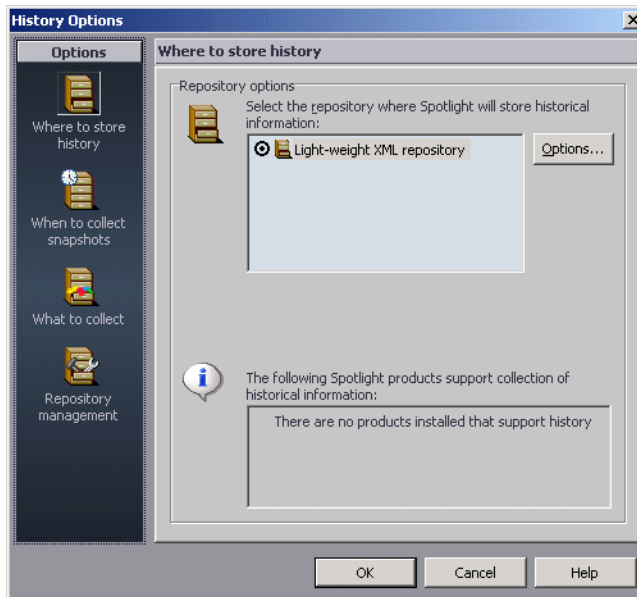 History Options
Options
Where to store
history
When to collect
snapshots
What to collect
Repository
management
Where to store history
Repository options
Select the repository where Spotlight will store historical
information:
Light-weight XML repository
Options...
The following Spotlight products support collection of
historical information:
There are no products installed that support history
OK
Cancel
Help